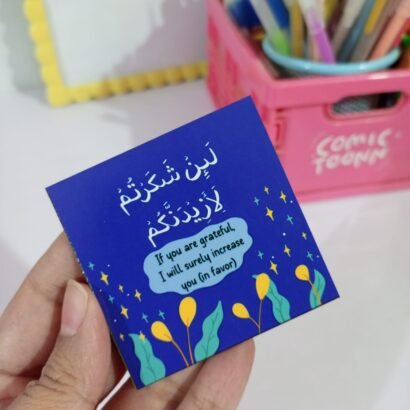 لَئِنْ شَكَرْتُمْ
لَأَزِيدَنَّكُمْ
If you are grateful,
I will surely increase
you (in favor)
COMIC
TOONN